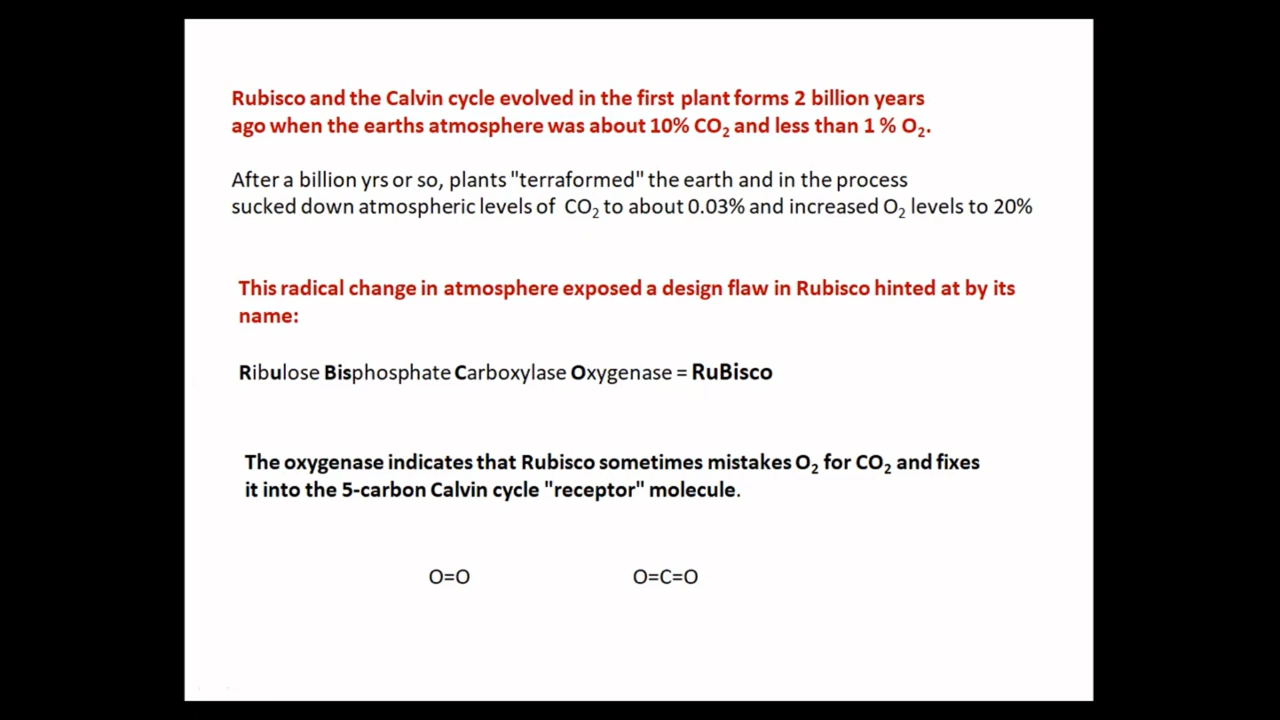 Rubisco and the Calvin cycle evolved in the first plant forms 2 billion years
ago when the earths atmosphere was about 10% CO₂ and less than 1 % O₂.
After a billion yrs or so, plants "terraformed" the earth and in the process
sucked down atmospheric levels of CO₂ to about 0.03% and increased O₂ levels to 20%
This radical change in atmosphere exposed a design flaw in Rubisco hinted at by its
name:
Ribulose Bisphosphate Carboxylase Oxygenase = RuBisco
The oxygenase indicates that Rubisco sometimes mistakes O₂ for CO₂ and fixes
it into the 5-carbon Calvin cycle "receptor" molecule.
O=O O=C=O